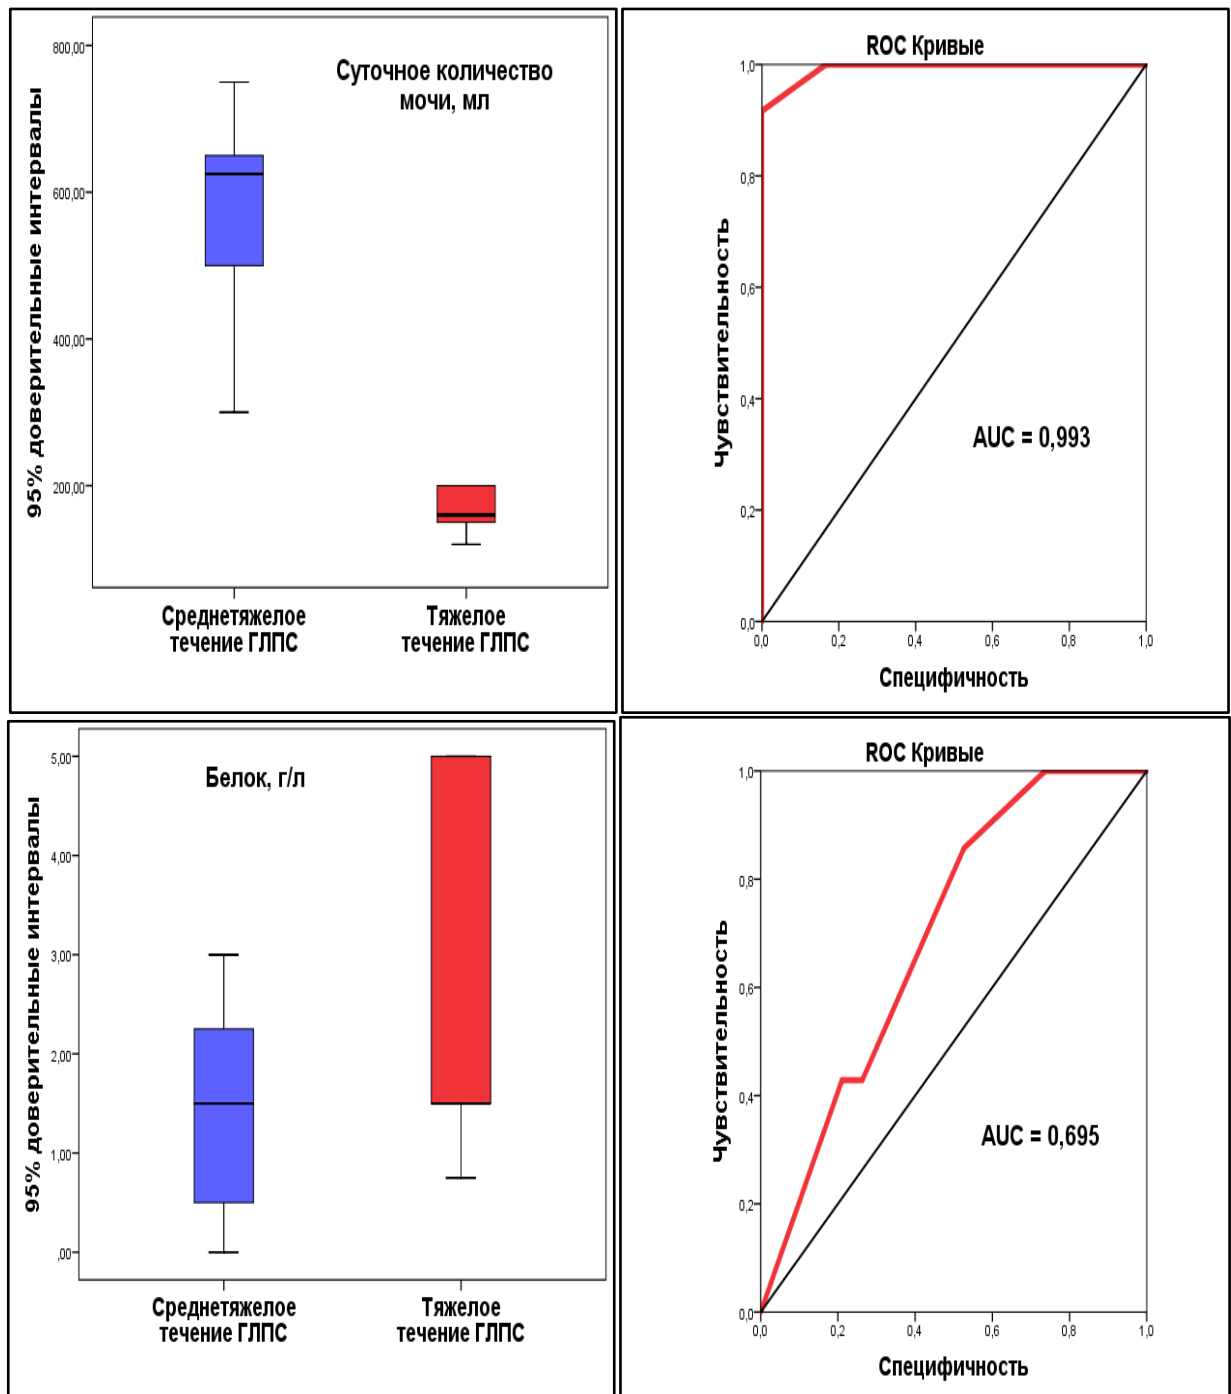 Суточное количество
мочи, мл
95% доверительные интервалы
800,00
600,00
400,00
200,00
Среднетяжелое
течение ГЛПС
Тяжелое
течение ГЛПС
ROC Кривые
Чувствительность
1,0
0,8
0,6
0,4
0,2
0,0
AUC = 0,993
0,0 0,2 0,4 0,6 0,8 1,0
Специфичность
Белок, г/л
95% доверительные интервалы
5,00
4,00
3,00
2,00
1,00
,00
Среднетяжелое
течение ГЛПС
Тяжелое
течение ГЛПС
ROC Кривые
Чувствительность
1,0
0,8
0,6
0,4
0,2
0,0
AUC = 0,695
0,0 0,2 0,4 0,6 0,8 1,0
Специфичность